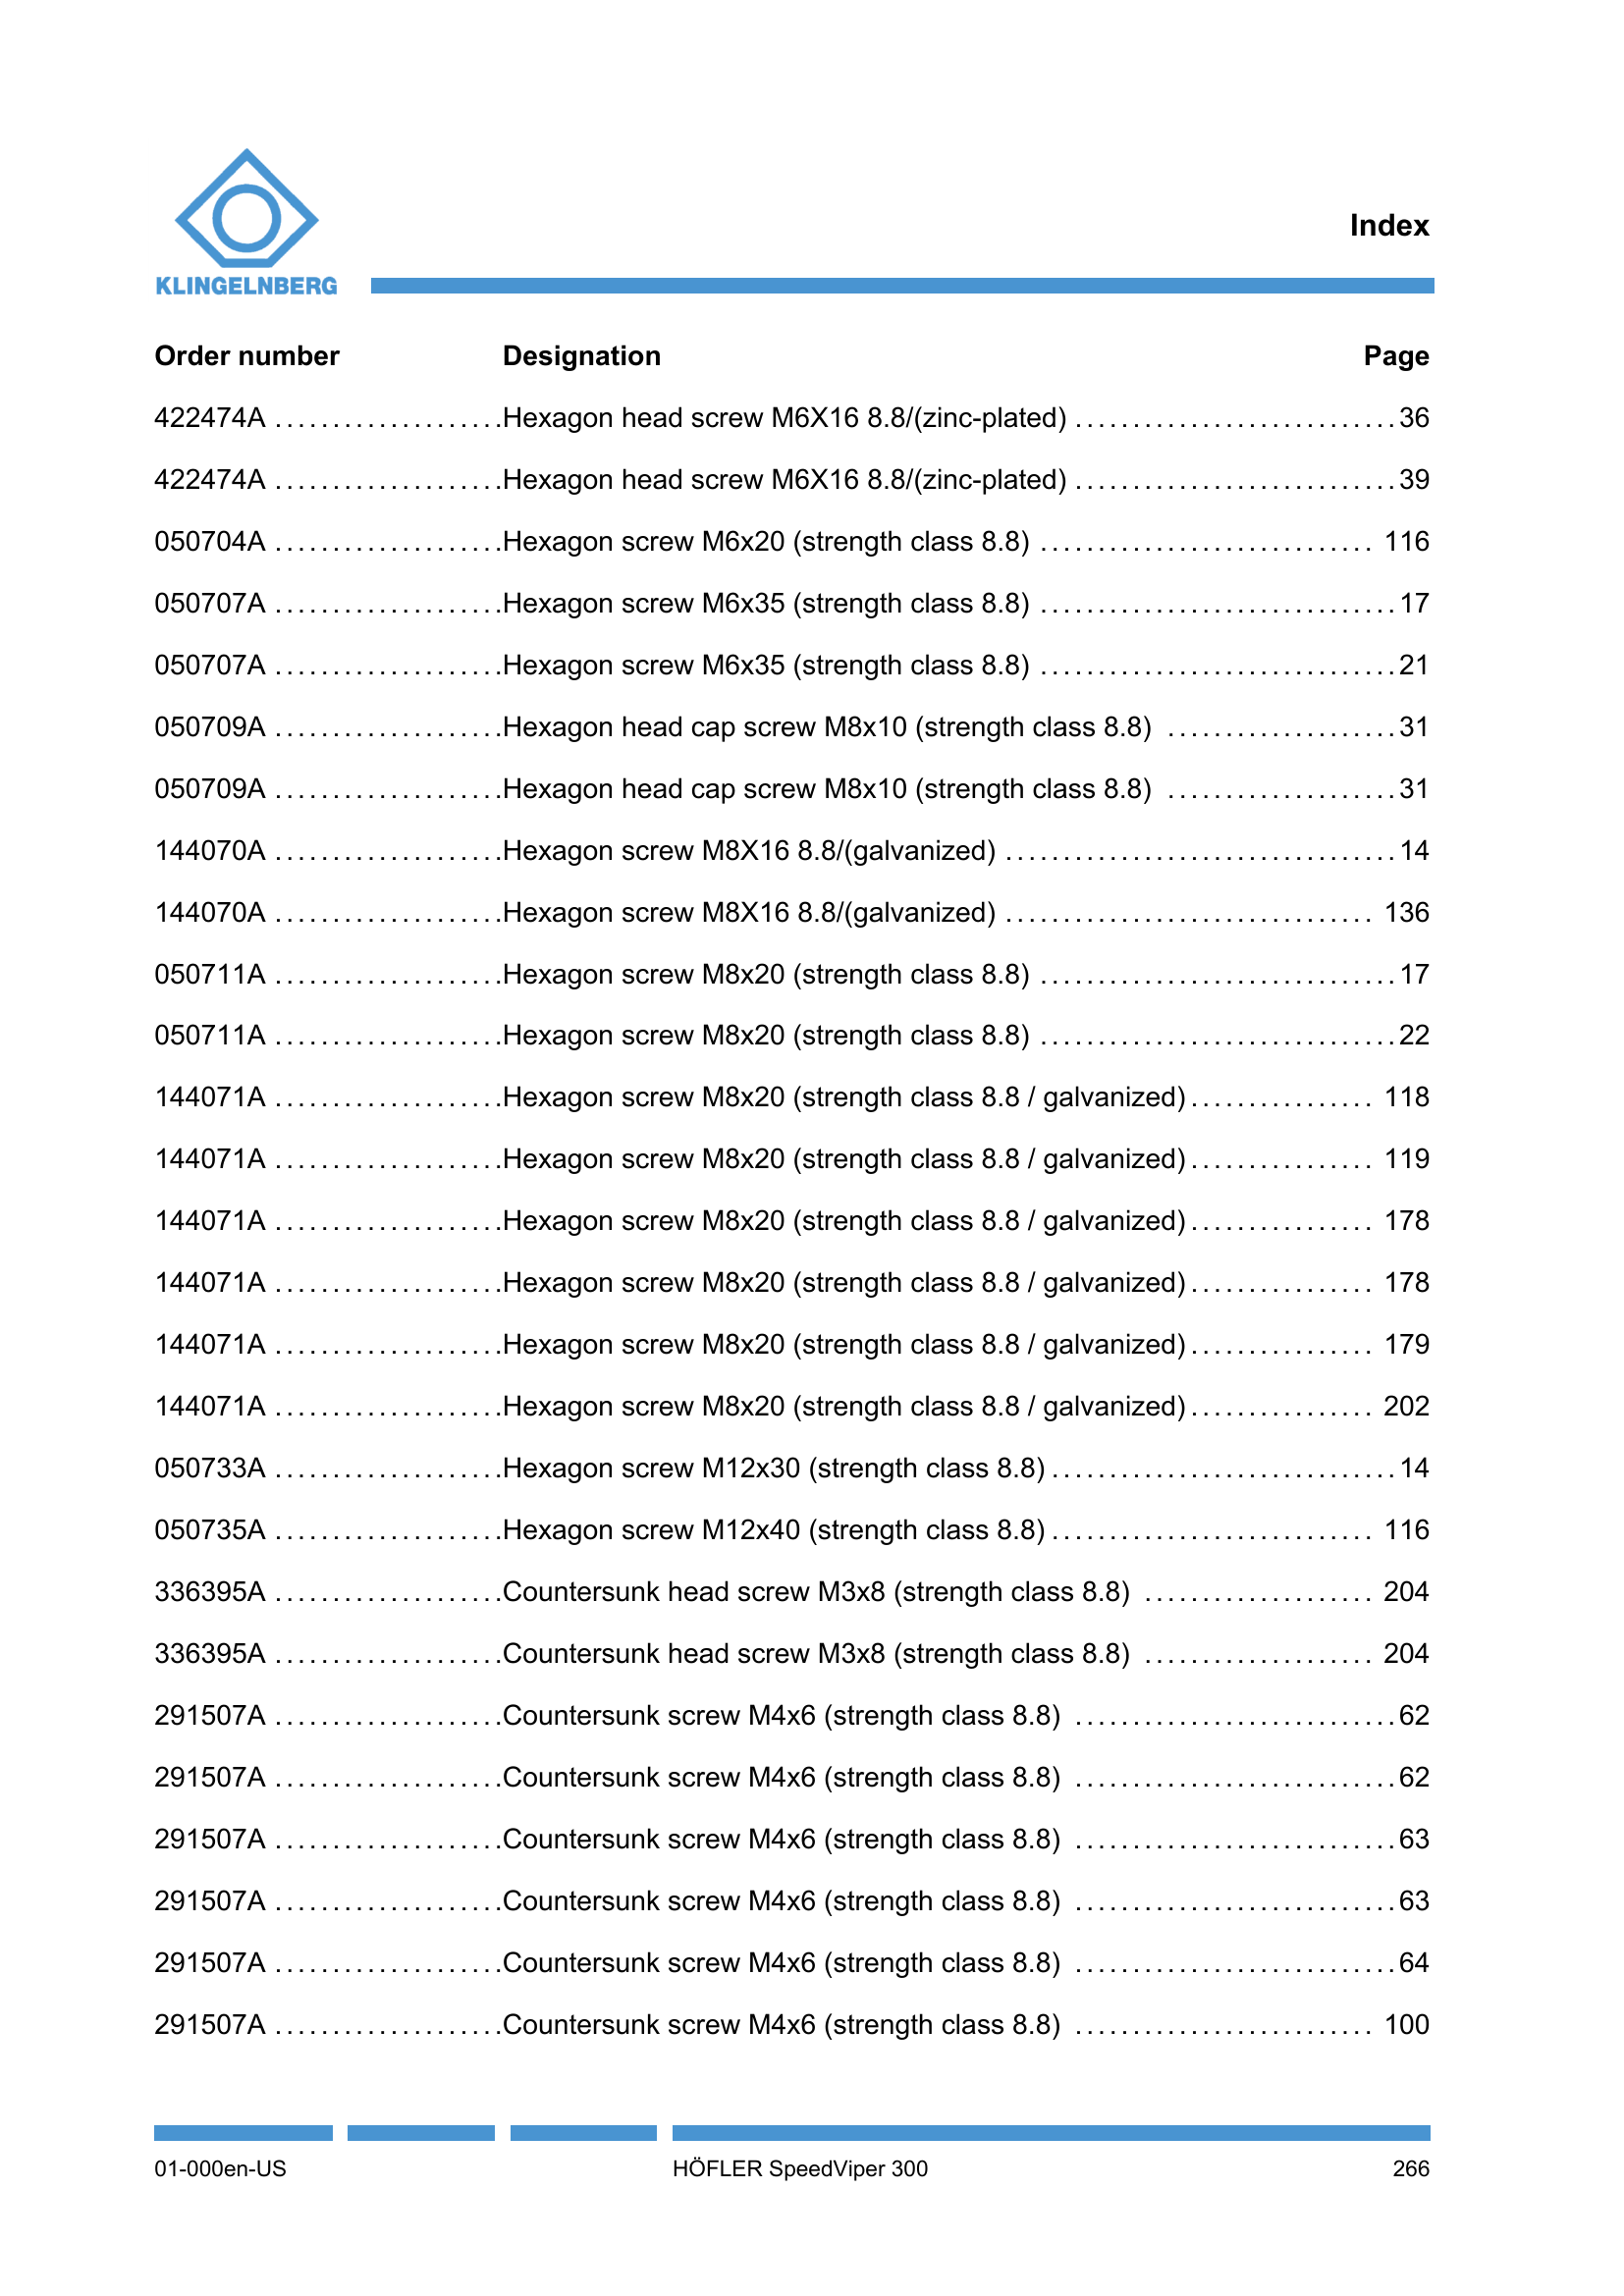 KLINGELNBERG
Index
Order number Designation Page
422474A ....................Hexagon head screw M6X16 8.8/(zinc-plated) ............................36
422474A ....................Hexagon head screw M6X16 8.8/(zinc-plated) ............................39
050704A ....................Hexagon screw M6x20 (strength class 8.8) ............................. 116
050707A ....................Hexagon screw M6x35 (strength class 8.8) ...............................17
050707A ....................Hexagon screw M6x35 (strength class 8.8) ...............................21
050709A ....................Hexagon head cap screw M8x10 (strength class 8.8) ....................31
050709A ....................Hexagon head cap screw M8x10 (strength class 8.8) ....................31
144070A ....................Hexagon screw M8X16 8.8/(galvanized) ..................................14
144070A ....................Hexagon screw M8X16 8.8/(galvanized) ................................ 136
050711A ....................Hexagon screw M8x20 (strength class 8.8) ...............................17
050711A ....................Hexagon screw M8x20 (strength class 8.8) ...............................22
144071A ....................Hexagon screw M8x20 (strength class 8.8 / galvanized)................ 118
144071A ....................Hexagon screw M8x20 (strength class 8.8 / galvanized)................ 119
144071A ....................Hexagon screw M8x20 (strength class 8.8 / galvanized)................ 178
144071A ....................Hexagon screw M8x20 (strength class 8.8 / galvanized)................ 178
144071A ....................Hexagon screw M8x20 (strength class 8.8 / galvanized)................ 179
144071A ....................Hexagon screw M8x20 (strength class 8.8 / galvanized)................ 202
050733A ....................Hexagon screw M12x30 (strength class 8.8)..............................14
050735A ....................Hexagon screw M12x40 (strength class 8.8)............................ 116
336395A ....................Countersunk head screw M3x8 (strength class 8.8) .................... 204
336395A ....................Countersunk head screw M3x8 (strength class 8.8) .................... 204
291507A ....................Countersunk screw M4x6 (strength class 8.8) ............................62
291507A ....................Countersunk screw M4x6 (strength class 8.8) ............................62
291507A ....................Countersunk screw M4x6 (strength class 8.8) ............................63
291507A ....................Countersunk screw M4x6 (strength class 8.8) ............................63
291507A ....................Countersunk screw M4x6 (strength class 8.8) ............................64
291507A ....................Countersunk screw M4x6 (strength class 8.8) .......................... 100
01-000en-US HÖFLER SpeedViper 300 266